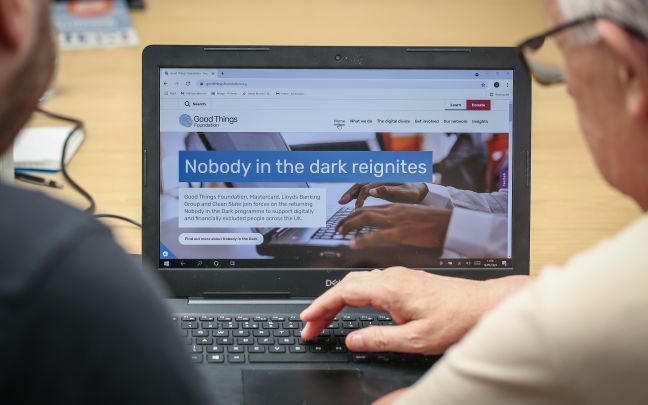 Search
Learn
Donate
Good Things
Foundation
Home What we do The digital divide Get involved Our network Insights
Nobody in the dark reignites
Good Things Foundation, Mastercard, Lloyds Banking
Group and Clean Slate join forces on the returning
Nobody in the Dark programme to support digitally
and financially excluded people across the UK.
Find out more about Nobody in the Dark